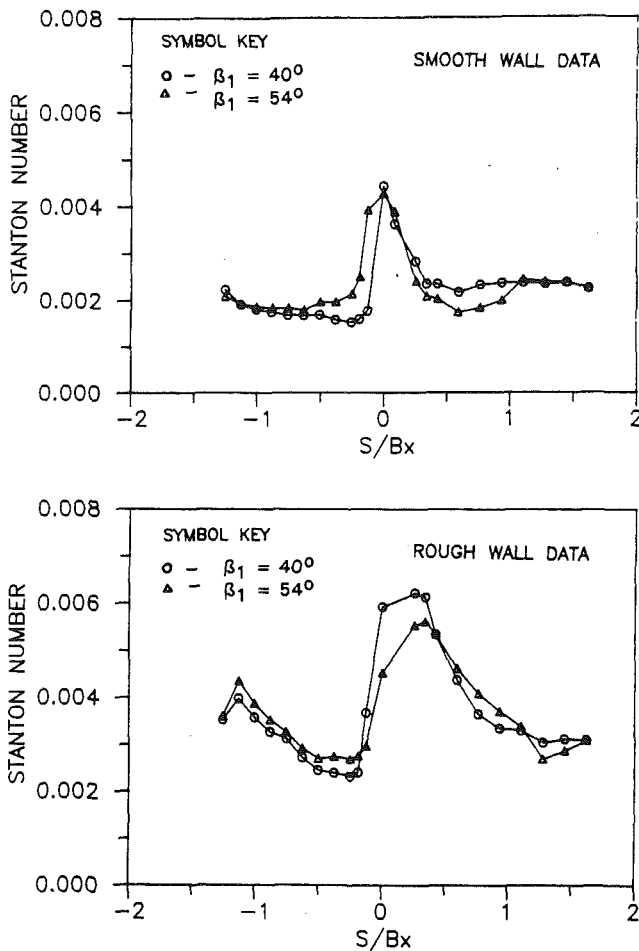 0.008
SYMBOL KEY
SMOOTH WALL DATA
○ – β1 = 40°
△ – β1 = 54°
0.006
STANTON NUMBER
0.004
0.002
0.000
−2 −1 0 1 2
S/Bx
0.008
SYMBOL KEY
ROUGH WALL DATA
○ – β1 = 40°
△ – β1 = 54°
0.006
STANTON NUMBER
0.004
0.002
0.000
−2 −1 0 1 2
S/Bx